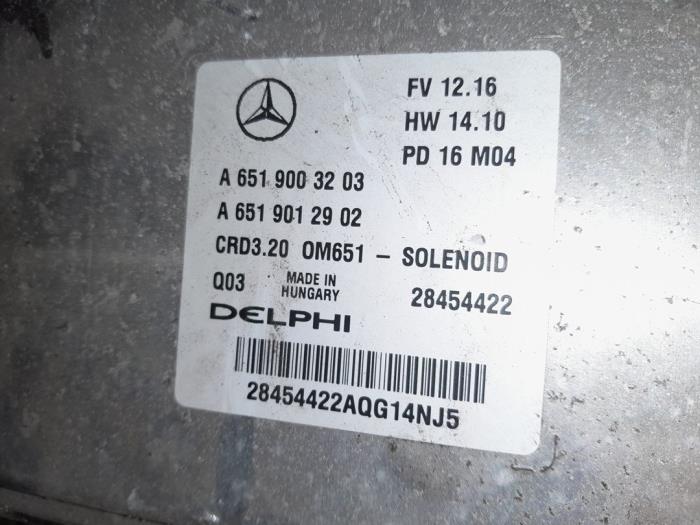 FV 12.16
HW 14.10
PD 16 M04
A 651 900 32 03
A 651 901 29 02
CRD3.20 OM651 - SOLENOID
Q03 MADE IN HUNGARY 28454422
DELPHI
28454422AQG14NJ5